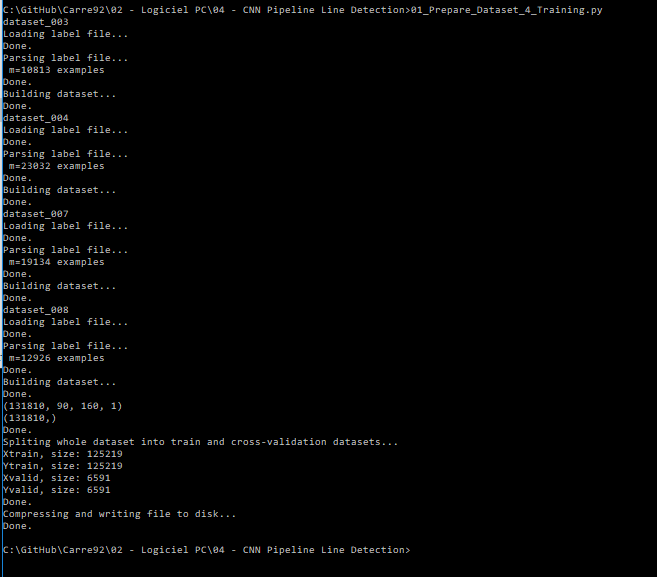 C:\GitHub\Carre92\02 - Logiciel PC\04 - CNN Pipeline Line Detection>01_Prepare_Dataset_4_Training.py
dataset_003
Loading label file...
Done.
Parsing label file...
 m=10813 examples
Done.
Building dataset...
Done.
dataset_004
Loading label file...
Done.
Parsing label file...
 m=23032 examples
Done.
Building dataset...
Done.
dataset_007
Loading label file...
Done.
Parsing label file...
 m=19134 examples
Done.
Building dataset...
Done.
dataset_008
Loading label file...
Done.
Parsing label file...
 m=12926 examples
Done.
Building dataset...
Done.
(131810, 90, 160, 1)
(131810,)
Done.
Spliting whole dataset into train and cross-validation datasets...
Xtrain, size: 125219
Ytrain, size: 125219
Xvalid, size: 6591
Yvalid, size: 6591
Done.
Compressing and writing file to disk...
Done.
C:\GitHub\Carre92\02 - Logiciel PC\04 - CNN Pipeline Line Detection>